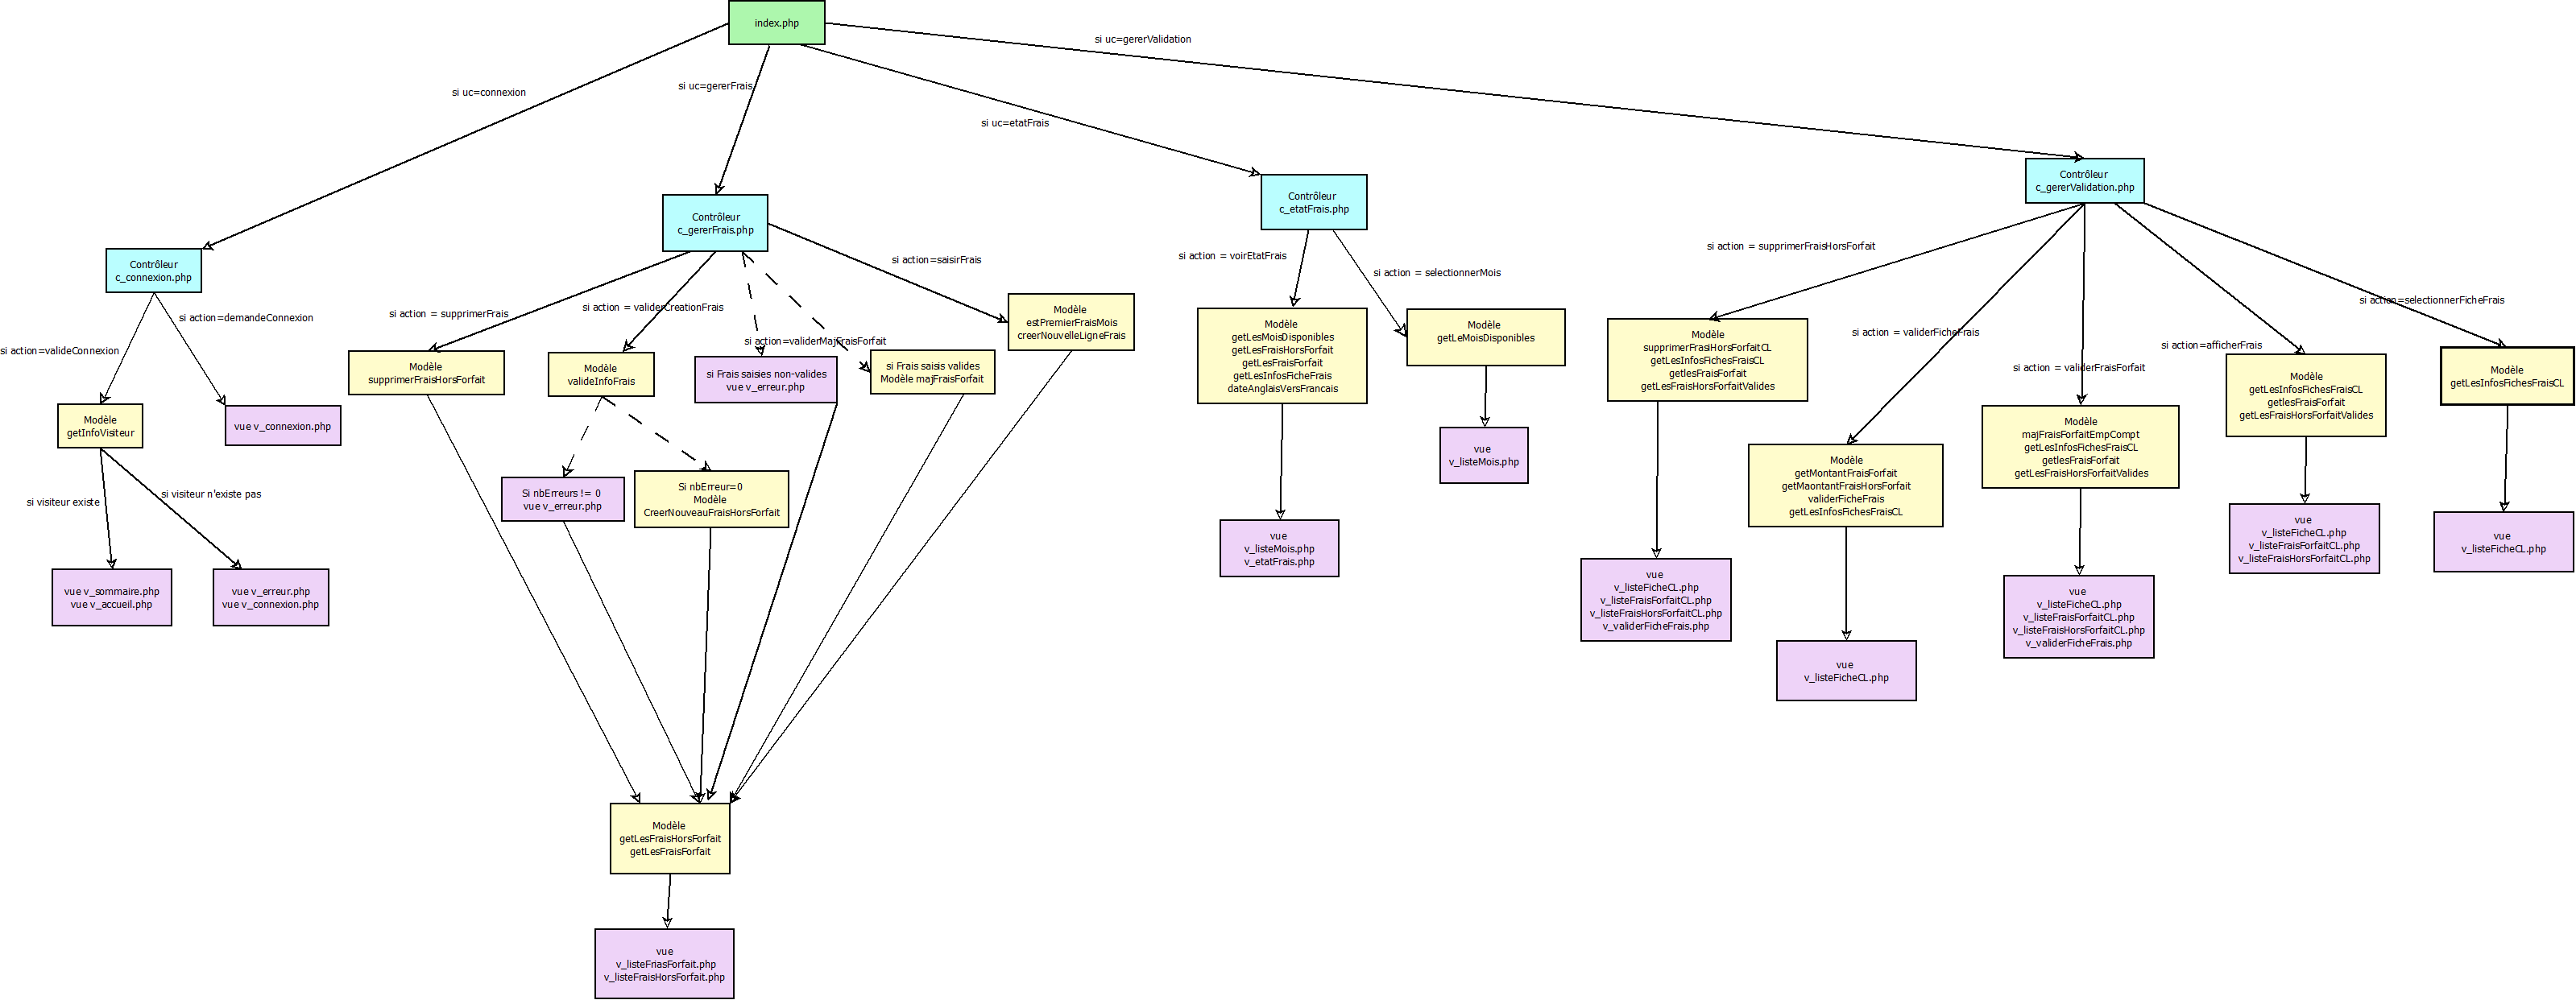 index.php
si uc=gererValidation
si uc=connexion
si uc=gererFrais
si uc=etatFrais
Contrôleur
c_connexion.php
si action=valideConnexion
si action=demandeConnexion
Modèle
getInfoVisiteur
vue v_connexion.php
si visiteur existe
si visiteur n'existe pas
vue v_sommaire.php
vue v_accueil.php
vue v_erreur.php
vue v_connexion.php
Contrôleur
c_gererFrais.php
si action = supprimerFrais
si action = validerCreationFrais
si action=validerMajFraisForfait
si action=saisirFrais
Modèle
supprimerFraisHorsForfait
Modèle
valideInfoFrais
si Frais saisies non-valides
vue v_erreur.php
si Frais saisis valides
Modèle majFraisForfait
Modèle
estPremierFraisMois
creerNouvelleLigneFrais
Si nbErreurs != 0
vue v_erreur.php
Si nbErreur=0
Modèle
CreerNouveauFraisHorsForfait
Modèle
getLesFraisHorsForfait
getLesFraisForfait
vue
v_listeFriasForfait.php
v_listeFraisHorsForfait.php
Contrôleur
c_etatFrais.php
si action = voirEtatFrais
si action = selectionnerMois
Modèle
getLesMoisDisponibles
getLesFraisHorsForfait
getLesFraisForfait
getLesInfosFicheFrais
dateAnglaisVersFrancais
Modèle
getLeMoisDisponibles
vue
v_listeMois.php
vue
v_listeMois.php
v_etatFrais.php
Contrôleur
c_gererValidation.php
si action = supprimerFraisHorsForfait
si action = validerFicheFrais
si action = validerFraisForfait
si action=afficherFrais
si action=selectionnerFicheFrais
Modèle
supprimerFrasiHorsForfaitCL
getLesInfosFichesFraisCL
getlesFraisForfait
getLesFraisHorsForfaitValides
Modèle
getMontantFraisForfait
getMaontantFraisHorsForfait
validerFicheFrais
getLesInfosFichesFraisCL
Modèle
majFraisForfaitEmpCompt
getLesInfosFichesFraisCL
getlesFraisForfait
getLesFraisHorsForfaitValides
Modèle
getLesInfosFichesFraisCL
getlesFraisForfait
getLesFraisHorsForfaitValides
Modèle
getLesInfosFichesFraisCL
vue
v_listeFicheCL.php
v_listeFraisForfaitCL.php
v_listeFraisHorsForfaitCL.php
v_validerFicheFrais.php
vue
v_listeFicheCL.php
vue
v_listeFicheCL.php
v_listeFraisForfaitCL.php
v_listeFraisHorsForfaitCL.php
v_validerFicheFrais.php
vue
v_listeFicheCL.php
v_listeFraisForfaitCL.php
v_listeFraisHorsForfaitCL.php
vue
v_listeFicheCL.php